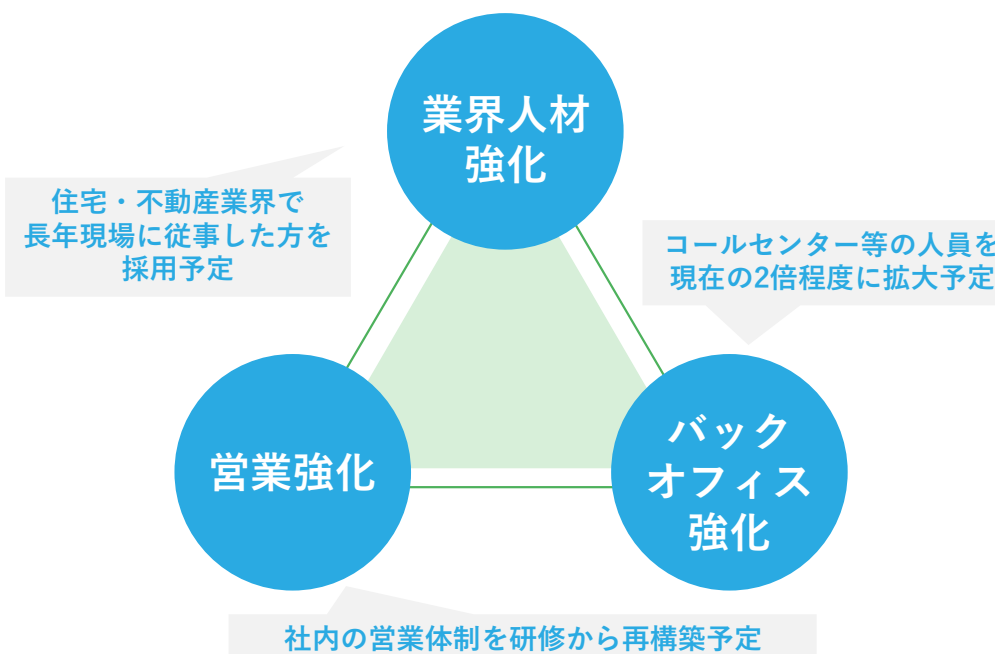 業界人材
強化
住宅・不動産業界で
長年現場に従事した方を
採用予定
コールセンター等の人員を
現在の2倍程度に拡大予定
営業強化
バック
オフィス
強化
社内の営業体制を研修から再構築予定